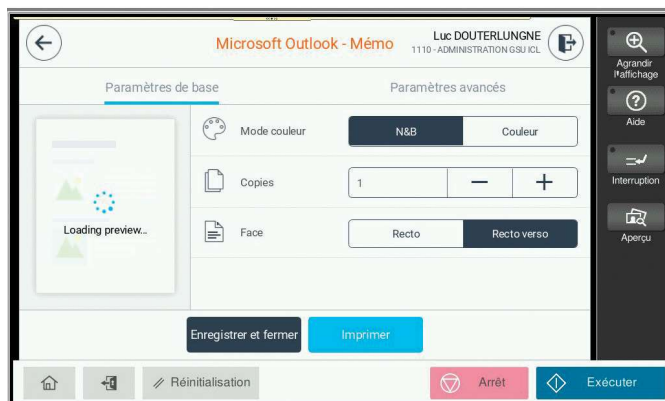 Microsoft Outlook - Mémo
Luc DOUTERLUNGNE
1110 - ADMINISTRATION GSU ICL
Paramètres de base
Paramètres avancés
Loading preview...
Mode couleur
N&B
Couleur
Copies
1
Face
Recto
Recto verso
Enregistrer et fermer
Imprimer
Réinitialisation
Arrêt
Exécuter
Agrandir
l'affichage
Aide
Interruption
Aperçu